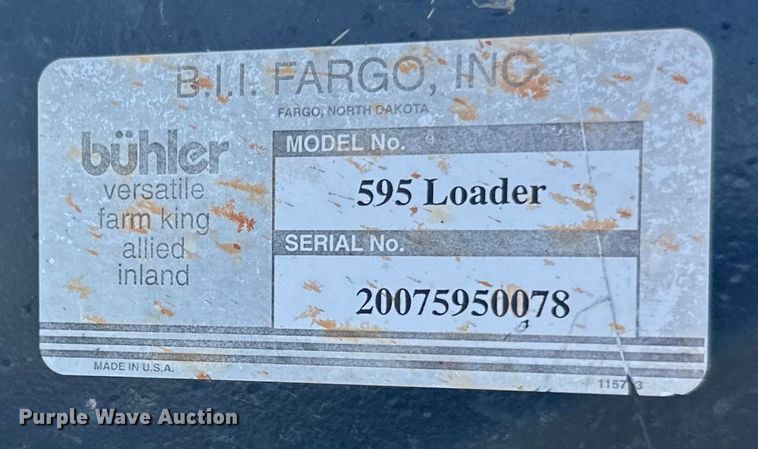 B.I.I. FARGO, INC.
FARGO, NORTH DAKOTA
bühler
versatile
farm king
allied
inland
MODEL No.
595 Loader
SERIAL No.
20075950078
MADE IN U.S.A.
Purple Wave Auction